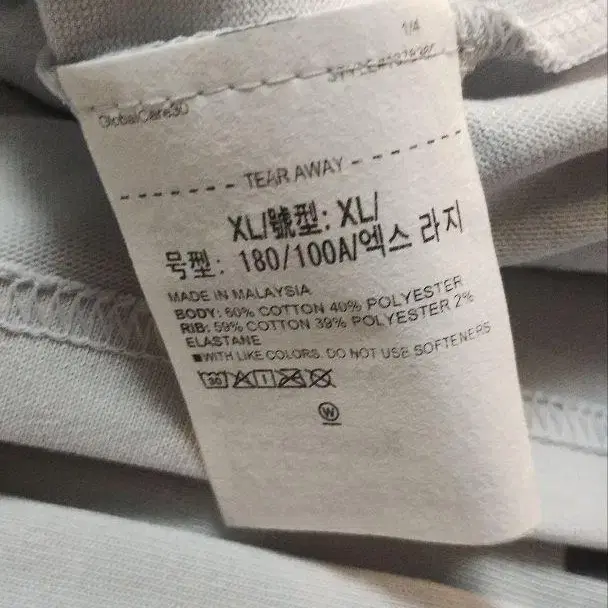 1/4
GlobalCare30
TEAR AWAY
XL/號型: XL/
号型: 180/100A/엑스 라지
MADE IN MALAYSIA
BODY: 60% COTTON 40% POLYESTER
RIB: 59% COTTON 39% POLYESTER 2%
ELASTANE
WITH LIKE COLORS. DO NOT USE SOFTENERS
30
W